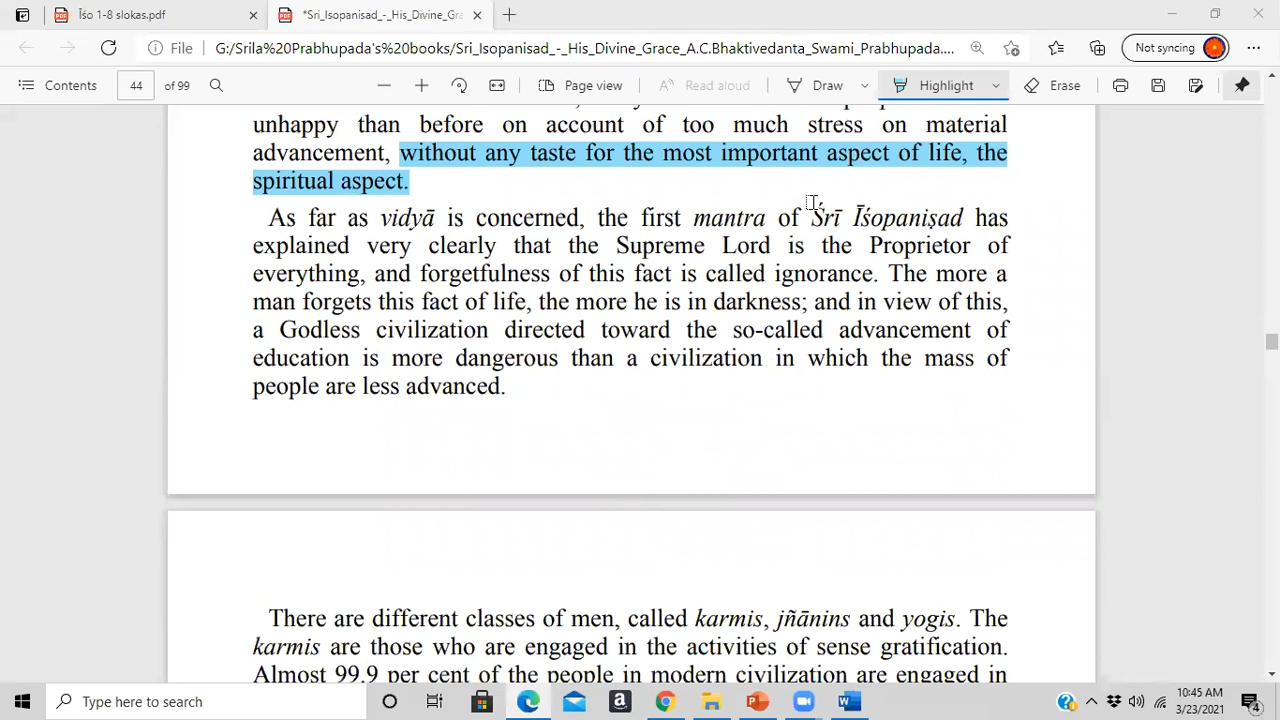 Īśo 1-8 slokas.pdf
*Sri_Isopanisad_-_His_Divine_Gra
File
G:/Srila%20Prabhupada's%20books/Sri_Isopanisad_-_His_Divine_Grace_A.C.Bhaktivedanta_Swami_Prabhupada....
Not syncing
Contents
44
of 99
Page view
Read aloud
Draw
Highlight
Erase
unhappy than before on account of too much stress on material
advancement, without any taste for the most important aspect of life, the
spiritual aspect.
As far as vidyā is concerned, the first mantra of Śrī Īśopaniṣad has
explained very clearly that the Supreme Lord is the Proprietor of
everything, and forgetfulness of this fact is called ignorance. The more a
man forgets this fact of life, the more he is in darkness; and in view of this,
a Godless civilization directed toward the so-called advancement of
education is more dangerous than a civilization in which the mass of
people are less advanced.
There are different classes of men, called karmis, jñānins and yogis. The
karmis are those who are engaged in the activities of sense gratification.
Almost 99.9 per cent of the people in modern civilization are engaged in
Type here to search
10:45 AM
3/23/2021
4